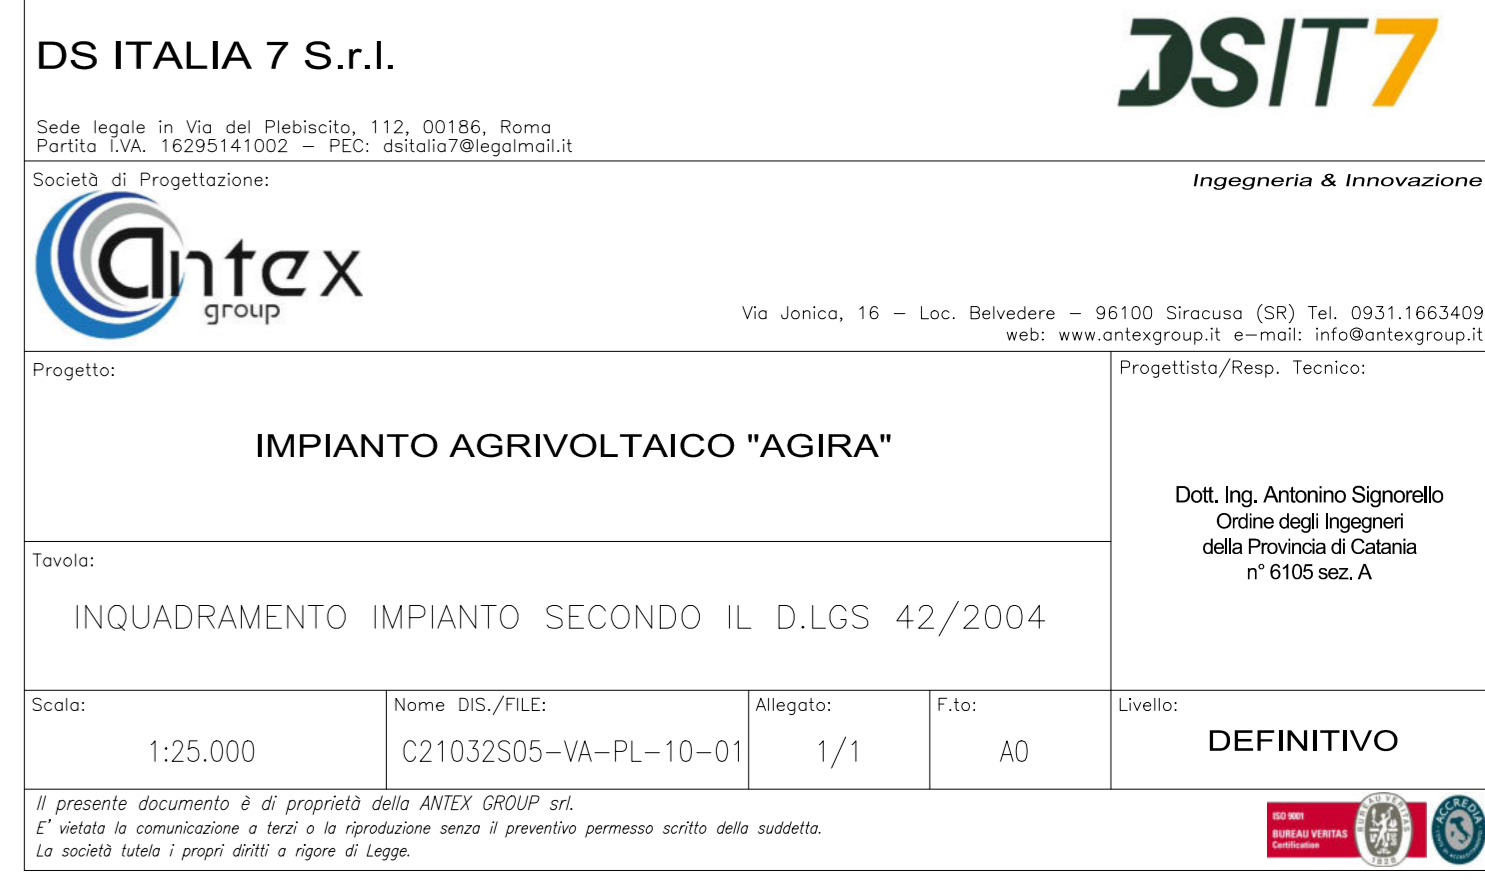 DS ITALIA 7 S.r.l.
DSIT7
Sede legale in Via del Plebiscito, 112, 00186, Roma
Partita I.VA. 16295141002 – PEC: dsitalia7@legalmail.it
Società di Progettazione:
Ingegneria & Innovazione
antex
group
Via Jonica, 16 – Loc. Belvedere – 96100 Siracusa (SR) Tel. 0931.1663409
web: www.antexgroup.it e-mail: info@antexgroup.it
Progetto:
IMPIANTO AGRIVOLTAICO "AGIRA"
Progettista/Resp. Tecnico:
Dott. Ing. Antonino Signorello
Ordine degli Ingegneri
della Provincia di Catania
n° 6105 sez. A
Tavola:
INQUADRAMENTO IMPIANTO SECONDO IL D.LGS 42/2004
Scala:
1:25.000
Nome DIS./FILE:
C21032S05-VA-PL-10-01
Allegato:
1/1
F.to:
A0
Livello:
DEFINITIVO
Il presente documento è di proprietà della ANTEX GROUP srl.
E' vietata la comunicazione a terzi o la riproduzione senza il preventivo permesso scritto della suddetta.
La società tutela i propri diritti a rigore di Legge.
ISO 9001
BUREAU VERITAS
Certification
BUREAU VERITAS
1828
ACCREDIA